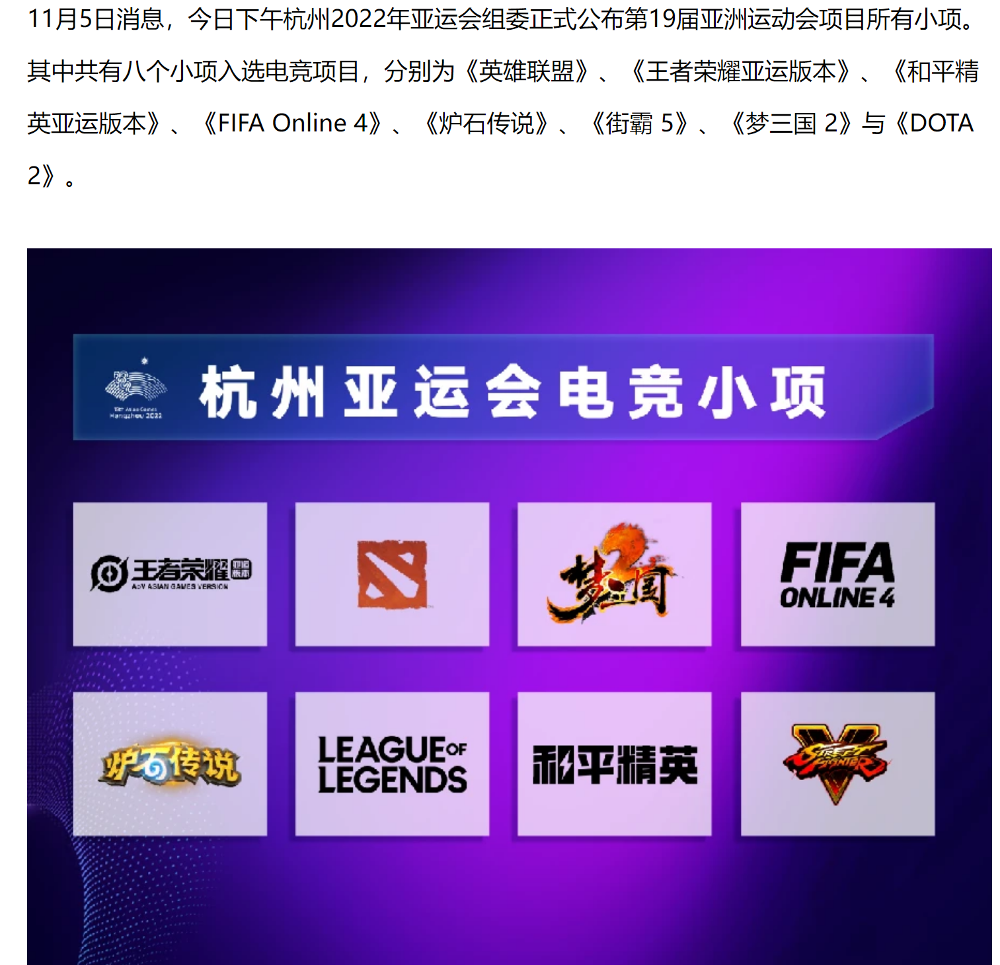 11月5日消息，今日下午杭州2022年亚运会组委正式公布第19届亚洲运动会项目所有小项。
其中共有八个小项入选电竞项目，分别为《英雄联盟》、《王者荣耀亚运版本》、《和平精
英亚运版本》、《FIFA Online 4》、《炉石传说》、《街霸 5》、《梦三国 2》与《DOTA
2》。
杭州亚运会电竞小项
19th Asian Games
Hangzhou 2022
王者荣耀 亚运版本
AoV ASIAN GAMES VERSION
梦三国 2
FIFA
ONLINE 4
炉石传说
LEAGUE OF
LEGENDS
和平精英
V
STREET
FIGHTER